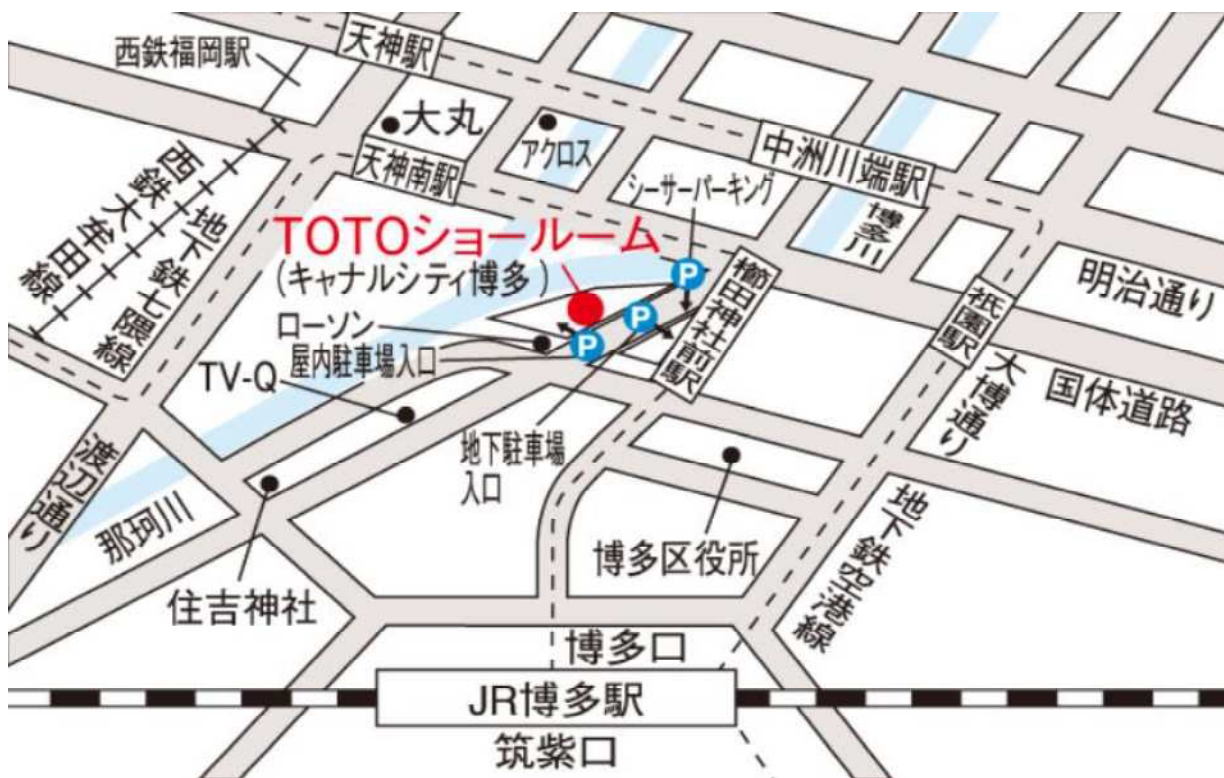 西鉄福岡駅
天神駅
大丸
アクロス
天神南駅
中洲川端駅
シーサーパーキング
博多川
西鉄大牟田線
地下鉄七隈線
TOTOショールーム
(キャナルシティ博多)
P
P
P
櫛田神社前駅
祇園駅
明治通り
ローソン
屋内駐車場入口
TV-Q
大博通り
国体道路
地下駐車場
入口
渡辺通り
那珂川
住吉神社
博多区役所
地下鉄空港線
博多口
JR博多駅
筑紫口